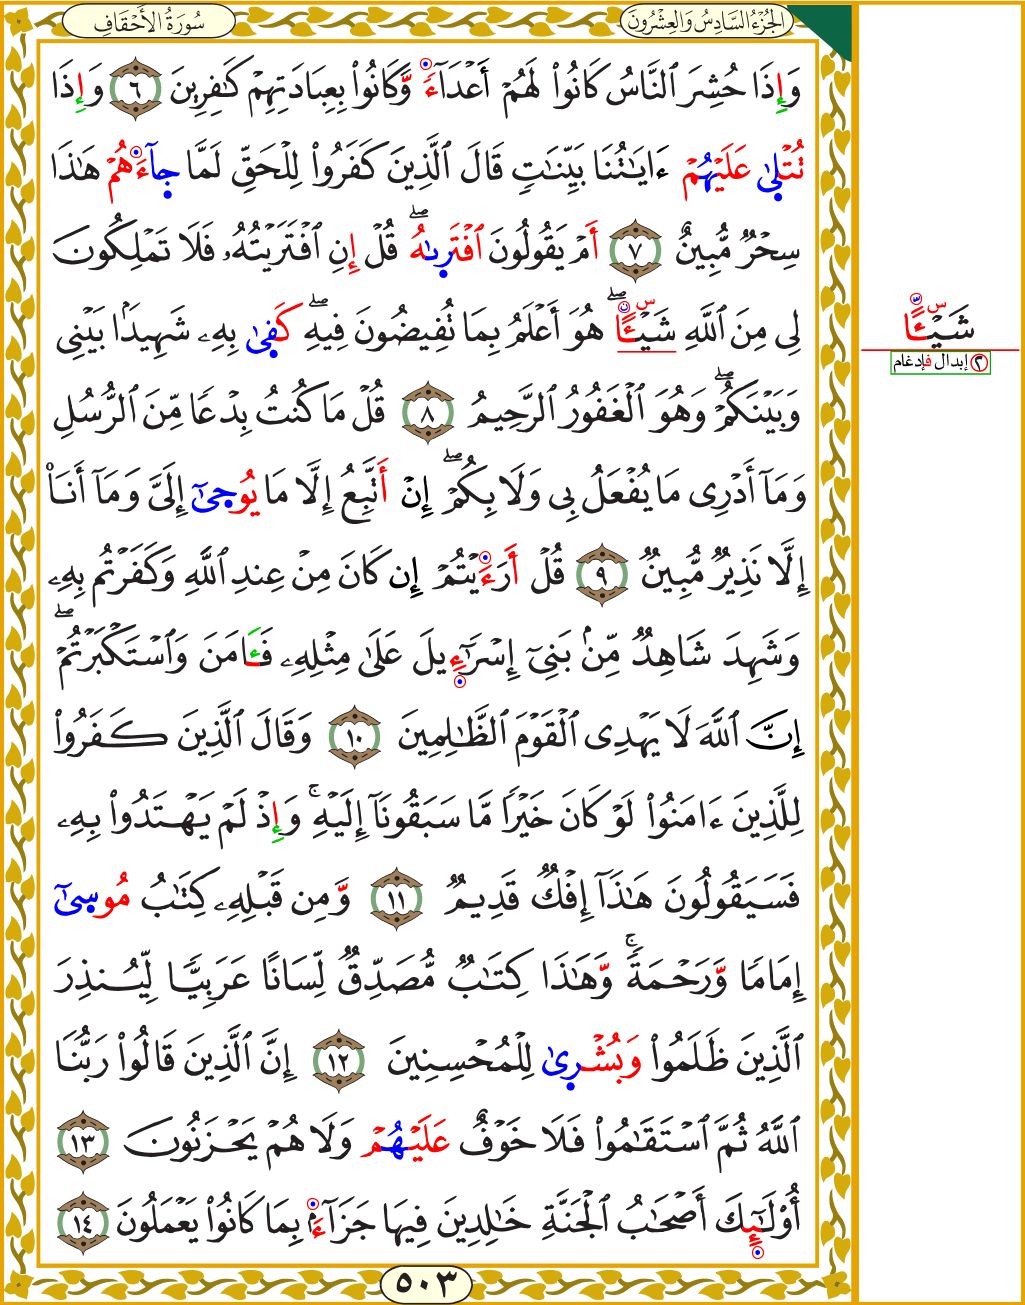 سُورَةُ الأَحْقَافِ
الجُزْءُ السَّادِسُ وَالعِشْرُونَ
وَإِذَا حُشِرَ ٱلنَّاسُ كَانُوا۟ لَهُمْ أَعْدَآءً وَّكَانُوا۟ بِعِبَادَتِهِمْ كَـٰفِرِينَ ٦ وَإِذَا
تُتْلَىٰ عَلَيْهُمْ ءَايَـٰتُنَا بَيِّنَـٰتٍ قَالَ ٱلَّذِينَ كَفَرُوا۟ لِلْحَقِّ لَمَّا جَآءَهُمْ هَـٰذَا
سِحْرٌ مُّبِينٌ ٧ أَمْ يَقُولُونَ ٱفْتَرَىٰهُ ۖ قُلْ إِنِ ٱفْتَرَيْتُهُۥ فَلَا تَمْلِكُونَ
لِى مِنَ ٱللَّهِ شَيْـًٔا ۖ هُوَ أَعْلَمُ بِمَا تُفِيضُونَ فِيهِ ۖ كَفَىٰ بِهِۦ شَهِيدًۢا بَيْنِى
شَيْـًٔا
٢ إبدال فإدغام
وَبَيْنَكُمْ ۖ وَهُوَ ٱلْغَفُورُ ٱلرَّحِيمُ ٨ قُلْ مَا كُنتُ بِدْعًا مِّنَ ٱلرُّسُلِ
وَمَآ أَدْرِى مَا يُفْعَلُ بِى وَلَا بِكُمْ ۖ إِنْ أَتَّبِعُ إِلَّا مَا يُوحَىٰٓ إِلَىَّ وَمَآ أَنَا۠
إِلَّا نَذِيرٌ مُّبِينٌ ٩ قُلْ أَرَءَيْتُمْ إِن كَانَ مِنْ عِندِ ٱللَّهِ وَكَفَرْتُم بِهِۦ
وَشَهِدَ شَاهِدٌ مِّنۢ بَنِىٓ إِسْرَٰٓءِيلَ عَلَىٰ مِثْلِهِۦ فَـَٔامَنَ وَٱسْتَكْبَرْتُمْ ۖ
إِنَّ ٱللَّهَ لَا يَهْدِى ٱلْقَوْمَ ٱلظَّـٰلِمِينَ ١٠ وَقَالَ ٱلَّذِينَ كَفَرُوا۟
لِلَّذِينَ ءَامَنُوا۟ لَوْ كَانَ خَيْرًا مَّا سَبَقُونَآ إِلَيْهِ ۚ وَإِذْ لَمْ يَهْتَدُوا۟ بِهِۦ
فَسَيَقُولُونَ هَـٰذَآ إِفْكٌ قَدِيمٌ ١١ وَّمِن قَبْلِهِۦ كِتَـٰبُ مُوسَىٰٓ
إِمَامًا وَّرَحْمَةً ۚ وَّهَـٰذَا كِتَـٰبٌ مُّصَدِّقٌ لِّسَانًا عَرَبِيًّا لِّيُنذِرَ
ٱلَّذِينَ ظَلَمُوا۟ وَبُشْرَىٰ لِلْمُحْسِنِينَ ١٢ إِنَّ ٱلَّذِينَ قَالُوا۟ رَبُّنَا
ٱللَّهُ ثُمَّ ٱسْتَقَـٰمُوا۟ فَلَا خَوْفٌ عَلَيْهُمْ وَلَا هُمْ يَحْزَنُونَ ١٣
أُو۟لَـٰٓئِكَ أَصْحَـٰبُ ٱلْجَنَّةِ خَـٰلِدِينَ فِيهَا جَزَآءًۢ بِمَا كَانُوا۟ يَعْمَلُونَ ١٤
٥٠٣